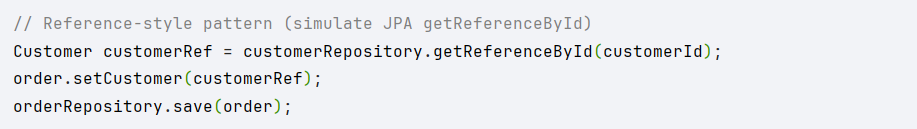 // Reference-style pattern (simulate JPA getReferenceById)
Customer customerRef = customerRepository.getReferenceById(customerId);
order.setCustomer(customerRef);
orderRepository.save(order);